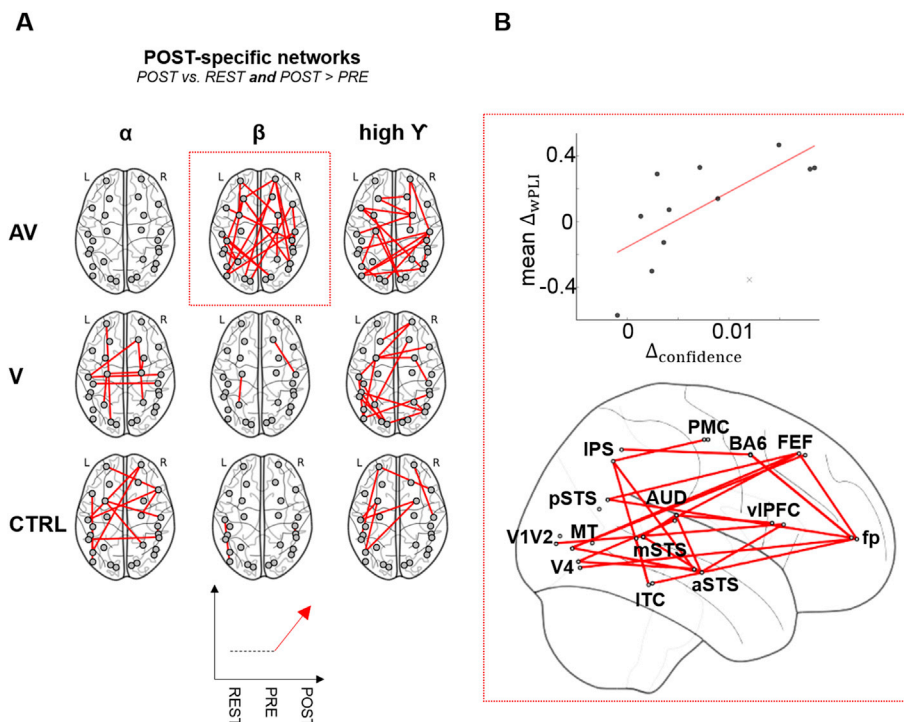 A
POST-specific networks
POST vs. REST and POST > PRE
α β high ϒ
L R L R L R
AV
L R L R L R
V
L R L R L R
CTRL
REST
PRE
POST
B
mean ΔwPLI
0.4
0
-0.4
0 0.01
Δconfidence
PMC
IPS BA6 FEF
pSTS AUD vlPFC
V1V2 MT mSTS fp
V4 aSTS
ITC